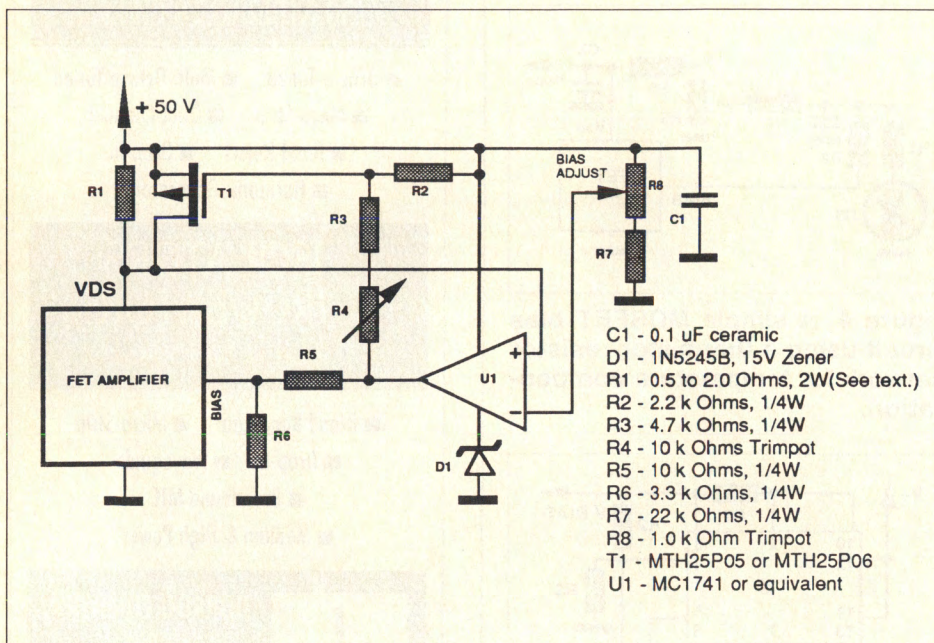 + 50 V
R1
T1
R2
BIAS
ADJUST
R8
C1
R3
R7
VDS
R4
FET AMPLIFIER
BIAS
R5
+
U1
−
R6
D1
C1 - 0.1 uF ceramic
D1 - 1N5245B, 15V Zener
R1 - 0.5 to 2.0 Ohms, 2W(See text.)
R2 - 2.2 k Ohms, 1/4W
R3 - 4.7 k Ohms, 1/4W
R4 - 10 k Ohms Trimpot
R5 - 10 k Ohms, 1/4W
R6 - 3.3 k Ohms, 1/4W
R7 - 22 k Ohms, 1/4W
R8 - 1.0 k Ohm Trimpot
T1 - MTH25P05 or MTH25P06
U1 - MC1741 or equivalent